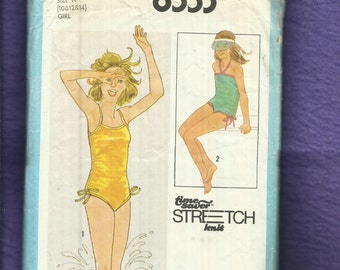 SIZE N
(10&12&14)
GIRL
8555
2
time
saver
STRETCH
knit
1